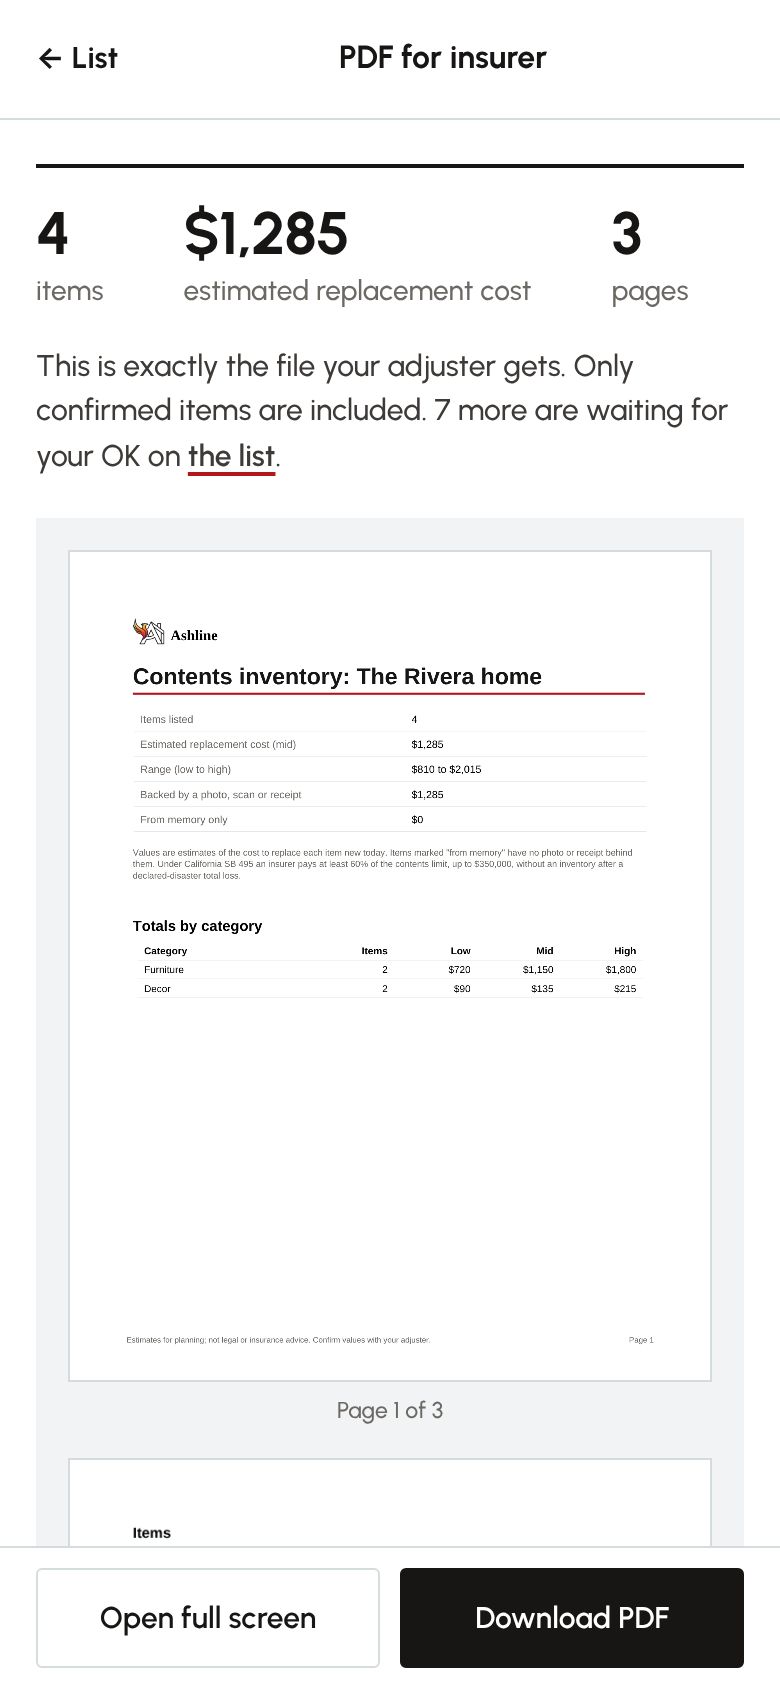 ← List
PDF for insurer
4
items
$1,285
estimated replacement cost
3
pages
This is exactly the file your adjuster gets. Only
confirmed items are included. 7 more are waiting for
your OK on the list.
Ashline
Contents inventory: The Rivera home
Items listed 4
Estimated replacement cost (mid) $1,285
Range (low to high) $810 to $2,015
Backed by a photo, scan or receipt $1,285
From memory only $0
Values are estimates of the cost to replace each item new today. Items marked "from memory" have no photo or receipt behind
them. Under California SB 495 an insurer pays at least 60% of the contents limit, up to $350,000, without an inventory after a
declared-disaster total loss.
Totals by category
Category Items Low Mid High
Furniture 2 $720 $1,150 $1,800
Decor 2 $90 $135 $215
Estimates for planning; not legal or insurance advice. Confirm values with your adjuster. Page 1
Page 1 of 3
Items
Open full screen
Download PDF